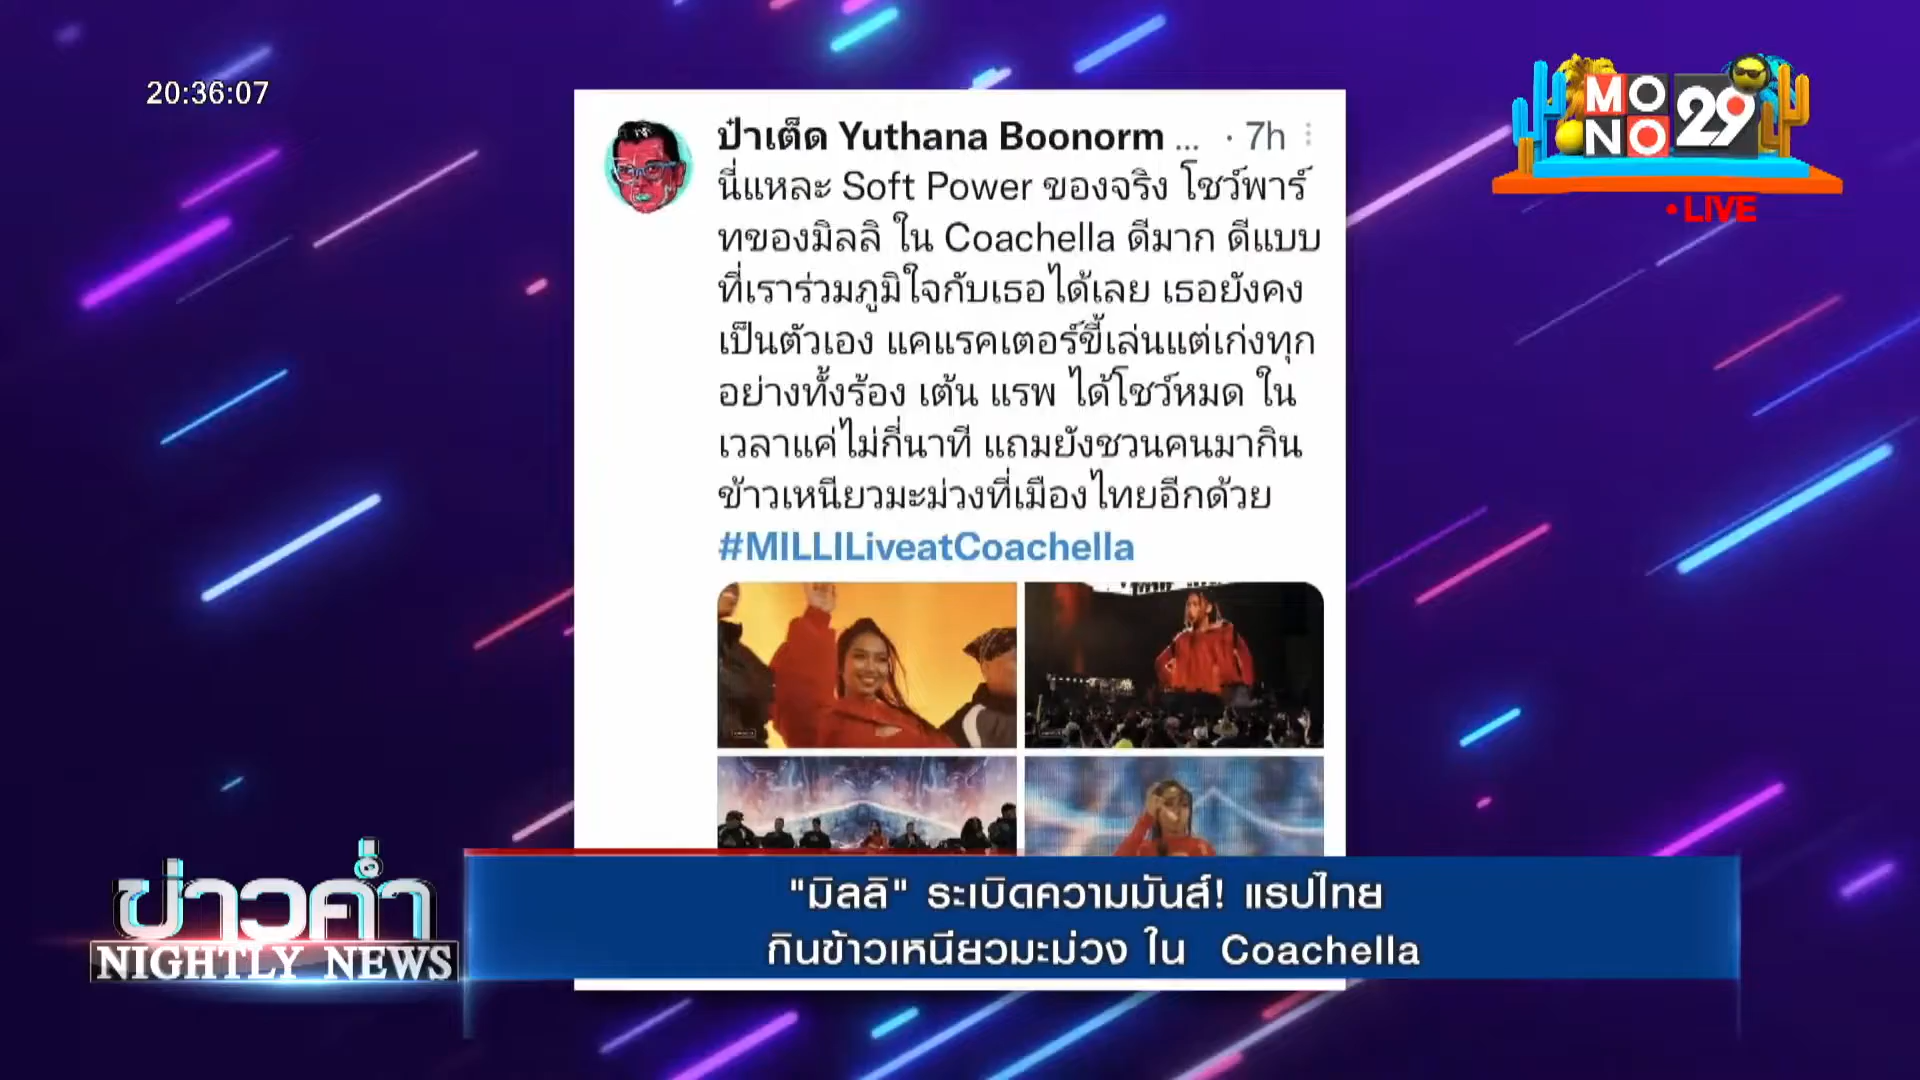 20:36:07
MONO 29
• LIVE
ป๋าเต็ด Yuthana Boonorm ... · 7h
นี่แหละ Soft Power ของจริง โชว์พาร์
ทของมิลลิ ใน Coachella ดีมาก ดีแบบ
ที่เราร่วมภูมิใจกับเธอได้เลย เธอยังคง
เป็นตัวเอง แคแรคเตอร์ขี้เล่นแต่เก่งทุก
อย่างทั้งร้อง เต้น แรพ ได้โชว์หมด ใน
เวลาแค่ไม่กี่นาที แถมยังชวนคนมากิน
ข้าวเหนียวมะม่วงที่เมืองไทยอีกด้วย
#MILLILiveatCoachella
ข่าวค่ำ
NIGHTLY NEWS
"มิลลิ" ระเบิดความมันส์! แรปไทย
กินข้าวเหนียวมะม่วง ใน Coachella